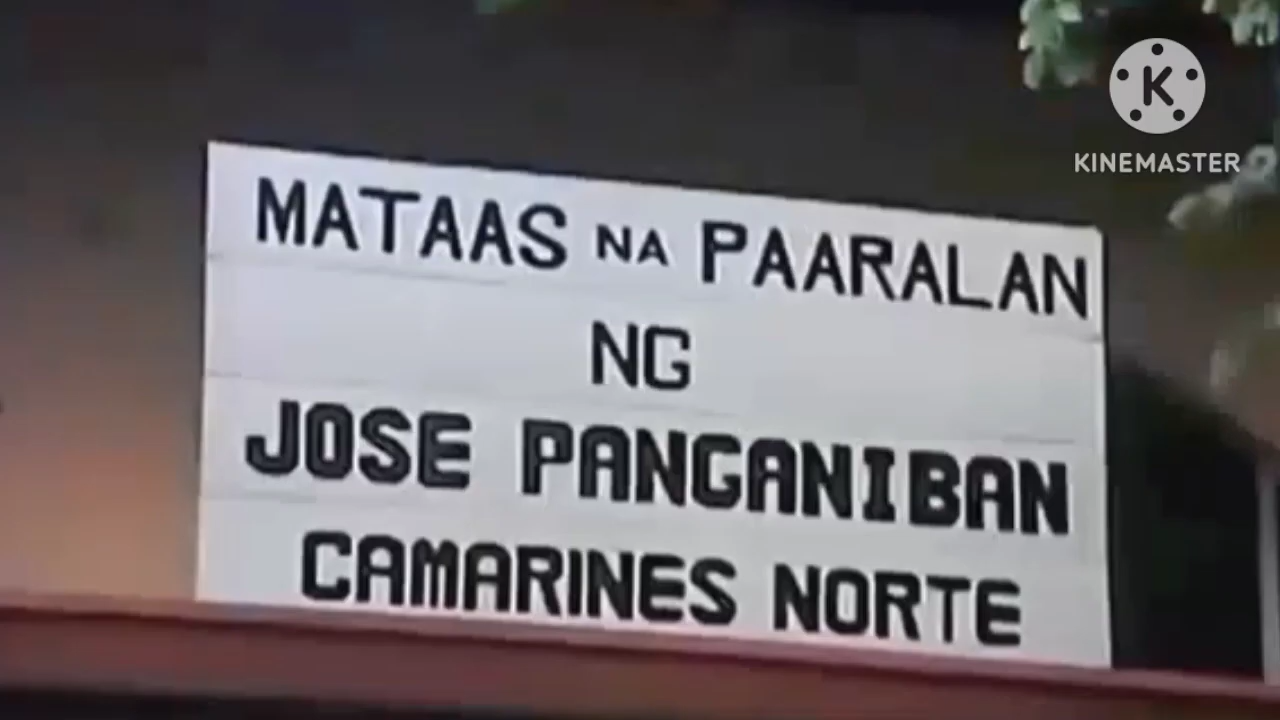 K
KINEMASTER
MATAAS NA PAARALAN
NG
JOSE PANGANIBAN
CAMARINES NORTE